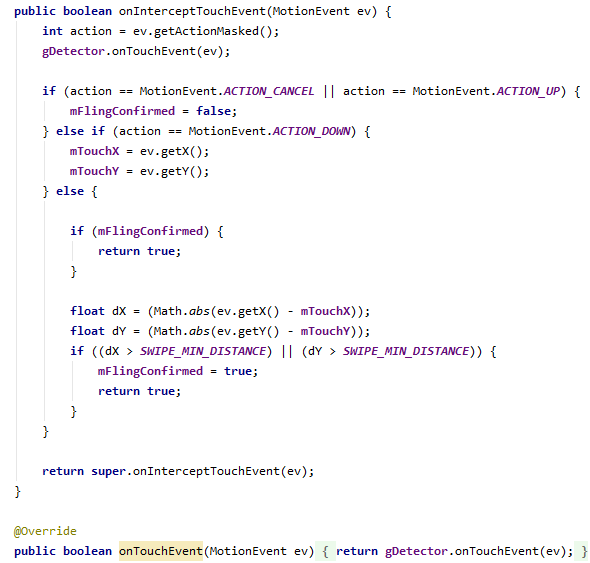 public boolean onInterceptTouchEvent(MotionEvent ev) {
    int action = ev.getActionMasked();
    gDetector.onTouchEvent(ev);

    if (action == MotionEvent.ACTION_CANCEL || action == MotionEvent.ACTION_UP) {
        mFlingConfirmed = false;
    } else if (action == MotionEvent.ACTION_DOWN) {
        mTouchX = ev.getX();
        mTouchY = ev.getY();
    } else {

        if (mFlingConfirmed) {
            return true;
        }

        float dX = (Math.abs(ev.getX() - mTouchX));
        float dY = (Math.abs(ev.getY() - mTouchY));
        if ((dX > SWIPE_MIN_DISTANCE) || (dY > SWIPE_MIN_DISTANCE)) {
            mFlingConfirmed = true;
            return true;
        }
    }

    return super.onInterceptTouchEvent(ev);
}

@Override
public boolean onTouchEvent(MotionEvent ev) { return gDetector.onTouchEvent(ev); }